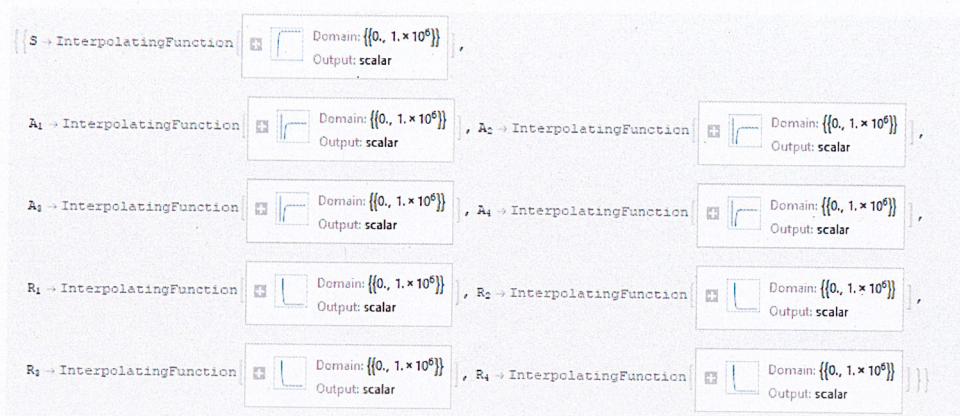 {{S → InterpolatingFunction[ Domain: {{0., 1. × 10⁶}} Output: scalar ],
A₁ → InterpolatingFunction[ Domain: {{0., 1. × 10⁶}} Output: scalar ], A₂ → InterpolatingFunction[ Domain: {{0., 1. × 10⁶}} Output: scalar ],
A₃ → InterpolatingFunction[ Domain: {{0., 1. × 10⁶}} Output: scalar ], A₄ → InterpolatingFunction[ Domain: {{0., 1. × 10⁶}} Output: scalar ],
R₁ → InterpolatingFunction[ Domain: {{0., 1. × 10⁶}} Output: scalar ], R₂ → InterpolatingFunction[ Domain: {{0., 1. × 10⁶}} Output: scalar ],
R₃ → InterpolatingFunction[ Domain: {{0., 1. × 10⁶}} Output: scalar ], R₄ → InterpolatingFunction[ Domain: {{0., 1. × 10⁶}} Output: scalar ]}}